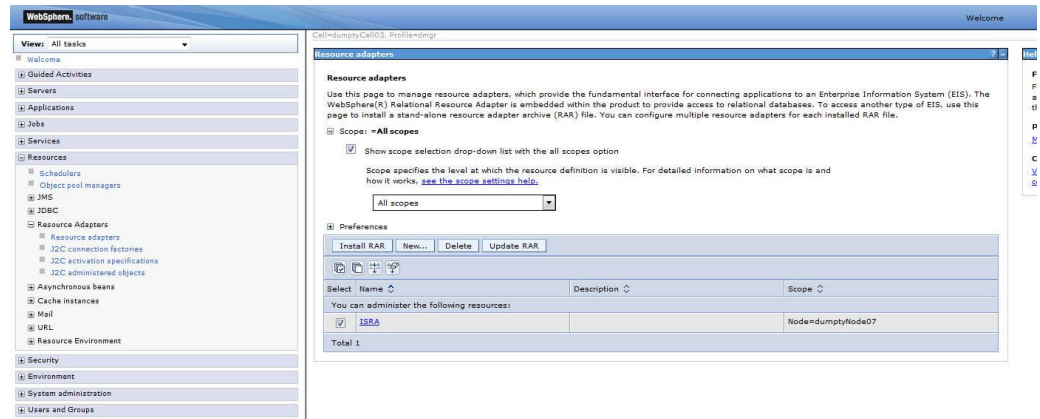 WebSphere. software
Welcome
View: All tasks
Welcome
Guided Activities
Servers
Applications
Jobs
Services
Resources
Schedulers
Object pool managers
JMS
JDBC
Resource Adapters
Resource adapters
J2C connection factories
J2C activation specifications
J2C administered objects
Asynchronous beans
Cache instances
Mail
URL
Resource Environment
Security
Environment
System administration
Users and Groups
Cell=dumptyCell03, Profile=dmgr
Resource adapters ? -
Resource adapters
Use this page to manage resource adapters, which provide the fundamental interface for connecting applications to an Enterprise Information System (EIS). The
WebSphere(R) Relational Resource Adapter is embedded within the product to provide access to relational databases. To access another type of EIS, use this
page to install a stand-alone resource adapter archive (RAR) file. You can configure multiple resource adapters for each installed RAR file.
Scope: =All scopes
Show scope selection drop-down list with the all scopes option
Scope specifies the level at which the resource definition is visible. For detailed information on what scope is and
how it works, see the scope settings help.
All scopes
Preferences
Install RAR New... Delete Update RAR
Select Name Description Scope
You can administer the following resources:
ISRA Node=dumptyNode07
Total 1